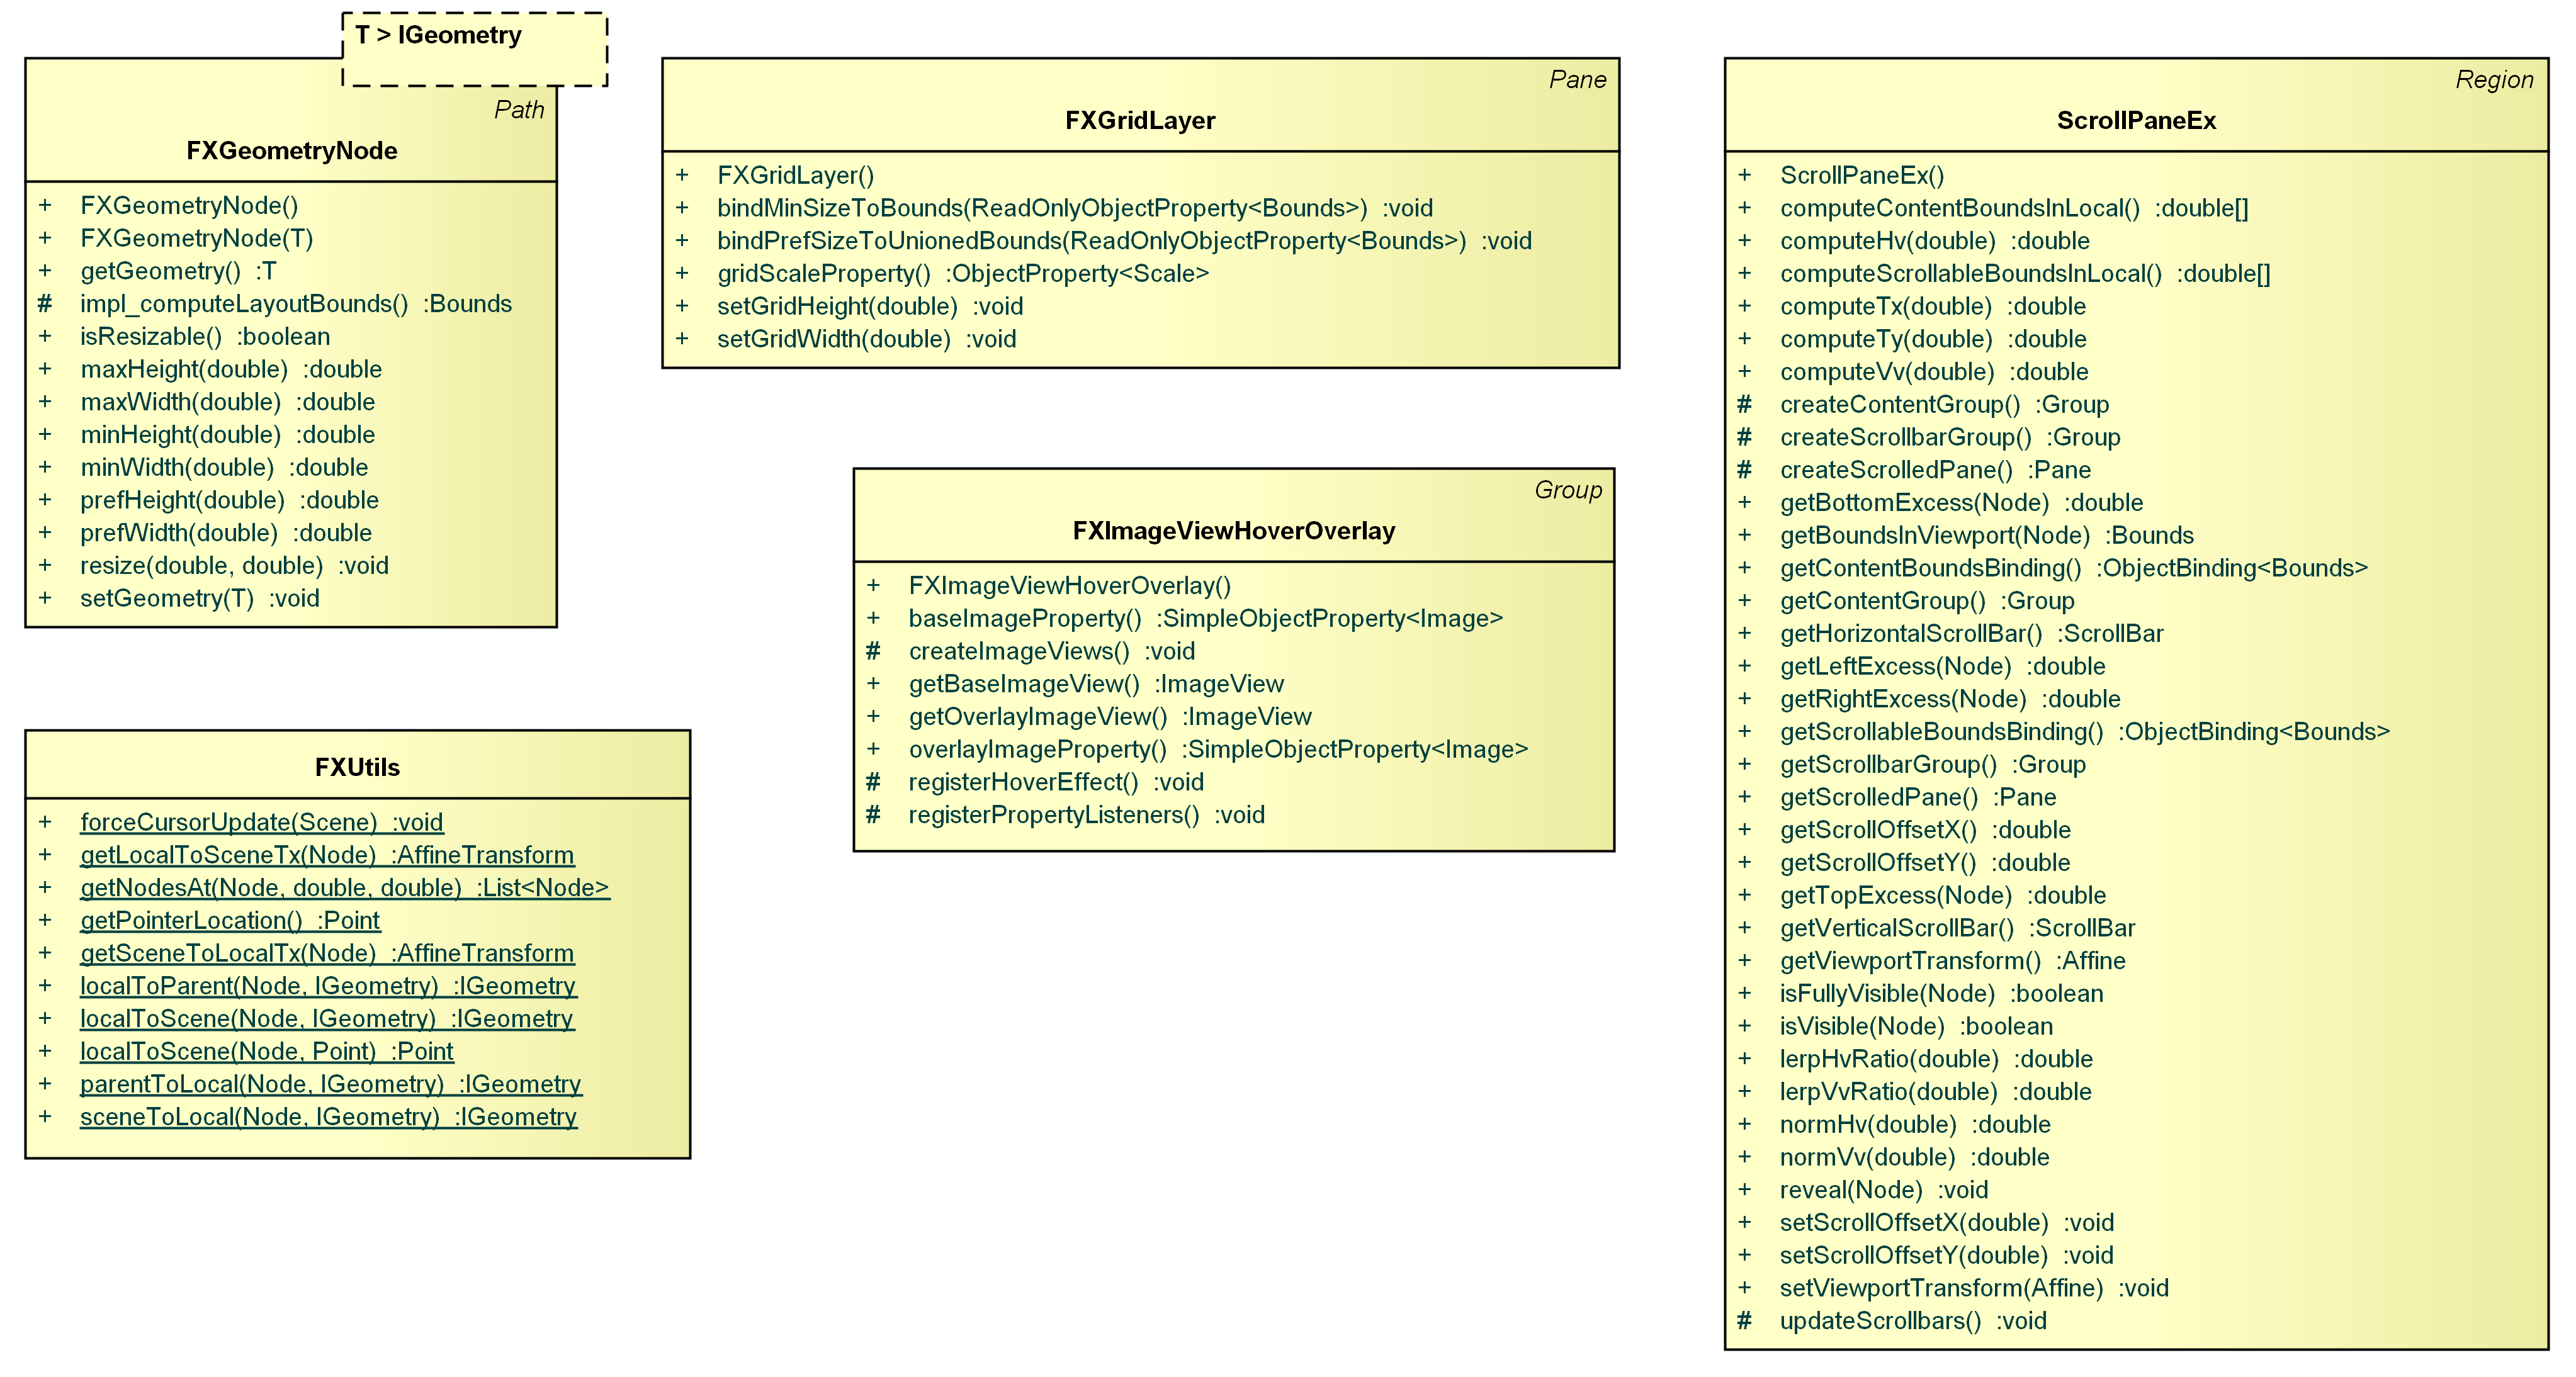 T > IGeometry
Path
FXGeometryNode
+ FXGeometryNode()
+ FXGeometryNode(T)
+ getGeometry() :T
# impl_computeLayoutBounds() :Bounds
+ isResizable() :boolean
+ maxHeight(double) :double
+ maxWidth(double) :double
+ minHeight(double) :double
+ minWidth(double) :double
+ prefHeight(double) :double
+ prefWidth(double) :double
+ resize(double, double) :void
+ setGeometry(T) :void
Pane
FXGridLayer
+ FXGridLayer()
+ bindMinSizeToBounds(ReadOnlyObjectProperty<Bounds>) :void
+ bindPrefSizeToUnionedBounds(ReadOnlyObjectProperty<Bounds>) :void
+ gridScaleProperty() :ObjectProperty<Scale>
+ setGridHeight(double) :void
+ setGridWidth(double) :void
Group
FXImageViewHoverOverlay
+ FXImageViewHoverOverlay()
+ baseImageProperty() :SimpleObjectProperty<Image>
# createImageViews() :void
+ getBaseImageView() :ImageView
+ getOverlayImageView() :ImageView
+ overlayImageProperty() :SimpleObjectProperty<Image>
# registerHoverEffect() :void
# registerPropertyListeners() :void
FXUtils
+ forceCursorUpdate(Scene) :void
+ getLocalToSceneTx(Node) :AffineTransform
+ getNodesAt(Node, double, double) :List<Node>
+ getPointerLocation() :Point
+ getSceneToLocalTx(Node) :AffineTransform
+ localToParent(Node, IGeometry) :IGeometry
+ localToScene(Node, IGeometry) :IGeometry
+ localToScene(Node, Point) :Point
+ parentToLocal(Node, IGeometry) :IGeometry
+ sceneToLocal(Node, IGeometry) :IGeometry
Region
ScrollPaneEx
+ ScrollPaneEx()
+ computeContentBoundsInLocal() :double[]
+ computeHv(double) :double
+ computeScrollableBoundsInLocal() :double[]
+ computeTx(double) :double
+ computeTy(double) :double
+ computeVv(double) :double
# createContentGroup() :Group
# createScrollbarGroup() :Group
# createScrolledPane() :Pane
+ getBottomExcess(Node) :double
+ getBoundsInViewport(Node) :Bounds
+ getContentBoundsBinding() :ObjectBinding<Bounds>
+ getContentGroup() :Group
+ getHorizontalScrollBar() :ScrollBar
+ getLeftExcess(Node) :double
+ getRightExcess(Node) :double
+ getScrollableBoundsBinding() :ObjectBinding<Bounds>
+ getScrollbarGroup() :Group
+ getScrolledPane() :Pane
+ getScrollOffsetX() :double
+ getScrollOffsetY() :double
+ getTopExcess(Node) :double
+ getVerticalScrollBar() :ScrollBar
+ getViewportTransform() :Affine
+ isFullyVisible(Node) :boolean
+ isVisible(Node) :boolean
+ lerpHvRatio(double) :double
+ lerpVvRatio(double) :double
+ normHv(double) :double
+ normVv(double) :double
+ reveal(Node) :void
+ setScrollOffsetX(double) :void
+ setScrollOffsetY(double) :void
+ setViewportTransform(Affine) :void
# updateScrollbars() :void